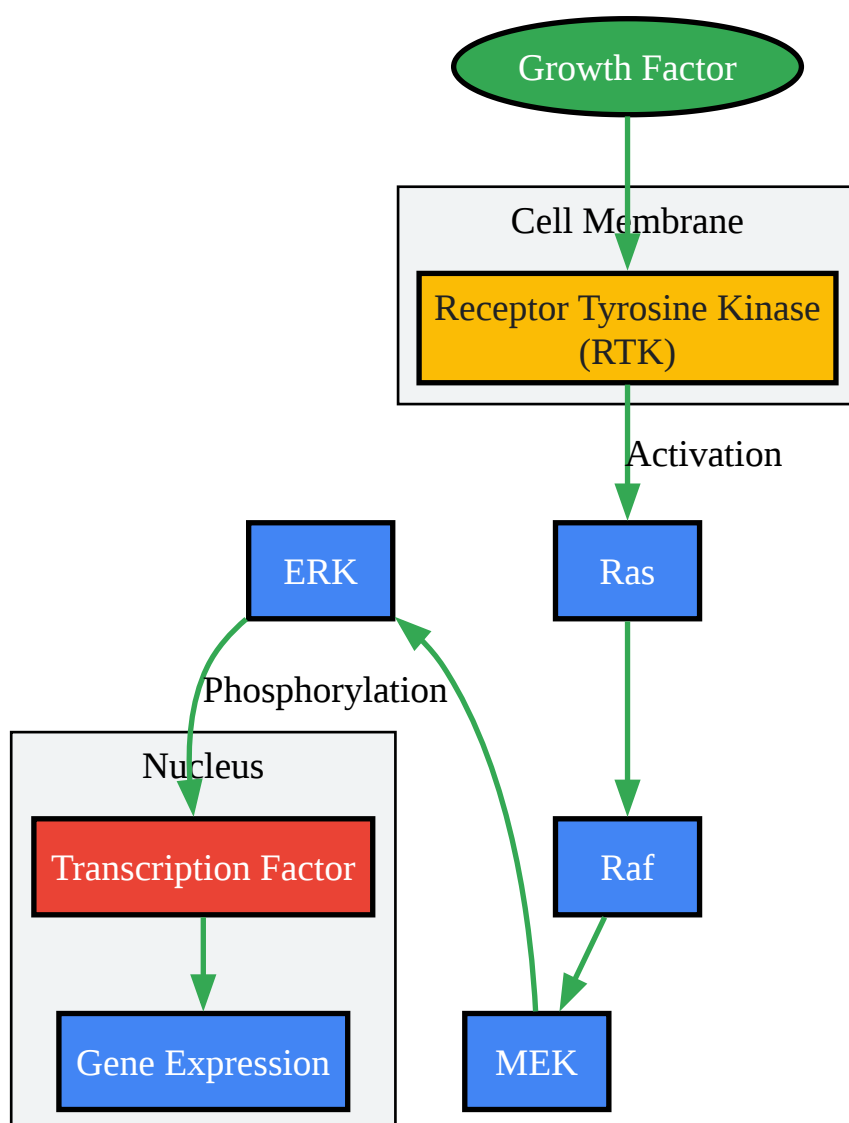 Growth Factor
Cell Membrane
Receptor Tyrosine Kinase
(RTK)
Activation
ERK
Ras
Phosphorylation
Nucleus
Transcription Factor
Raf
Gene Expression
MEK